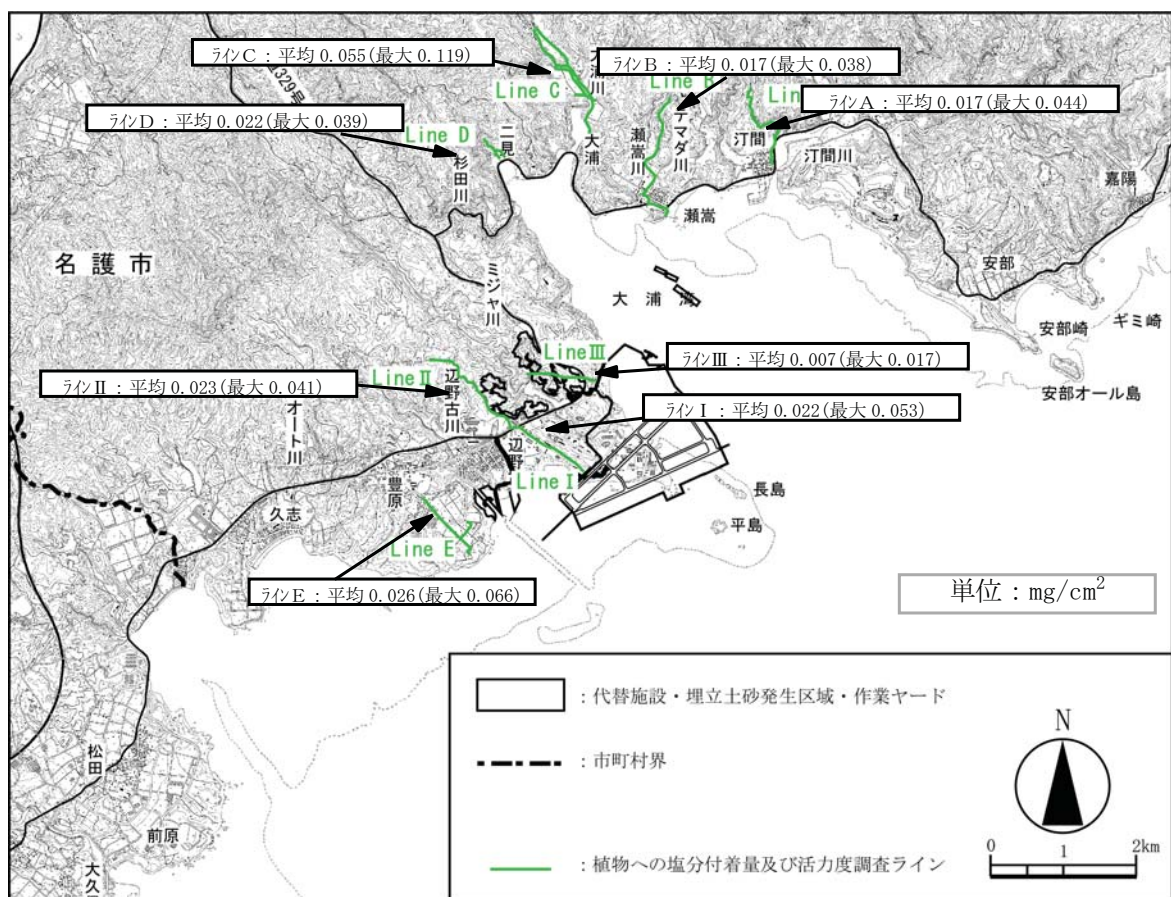 ﾗｲﾝC：平均 0.055(最大 0.119)
ﾗｲﾝB：平均 0.017(最大 0.038)
ﾗｲﾝA：平均 0.017(最大 0.044)
ﾗｲﾝD：平均 0.022(最大 0.039)
329号
Line C
Line B
Line D
二見
杉田川
大浦
瀬嵩川
テマダ川
汀間
汀間川
嘉陽
瀬嵩
安部
名護市
ミジャ川
大浦湾
安部崎
ギミ崎
安部オール島
LineⅢ
ﾗｲﾝⅢ：平均 0.007(最大 0.017)
LineⅡ
ﾗｲﾝⅡ：平均 0.023(最大 0.041)
辺野古川
オート川
ﾗｲﾝⅠ：平均 0.022(最大 0.053)
LineⅠ
辺野
豊原
久志
長島
平島
Line E
ﾗｲﾝE：平均 0.026(最大 0.066)
単位：mg/cm²
：代替施設・埋立土砂発生区域・作業ヤード
：市町村界
：植物への塩分付着量及び活力度調査ライン
N
0 1 2km
松田
前原
大久